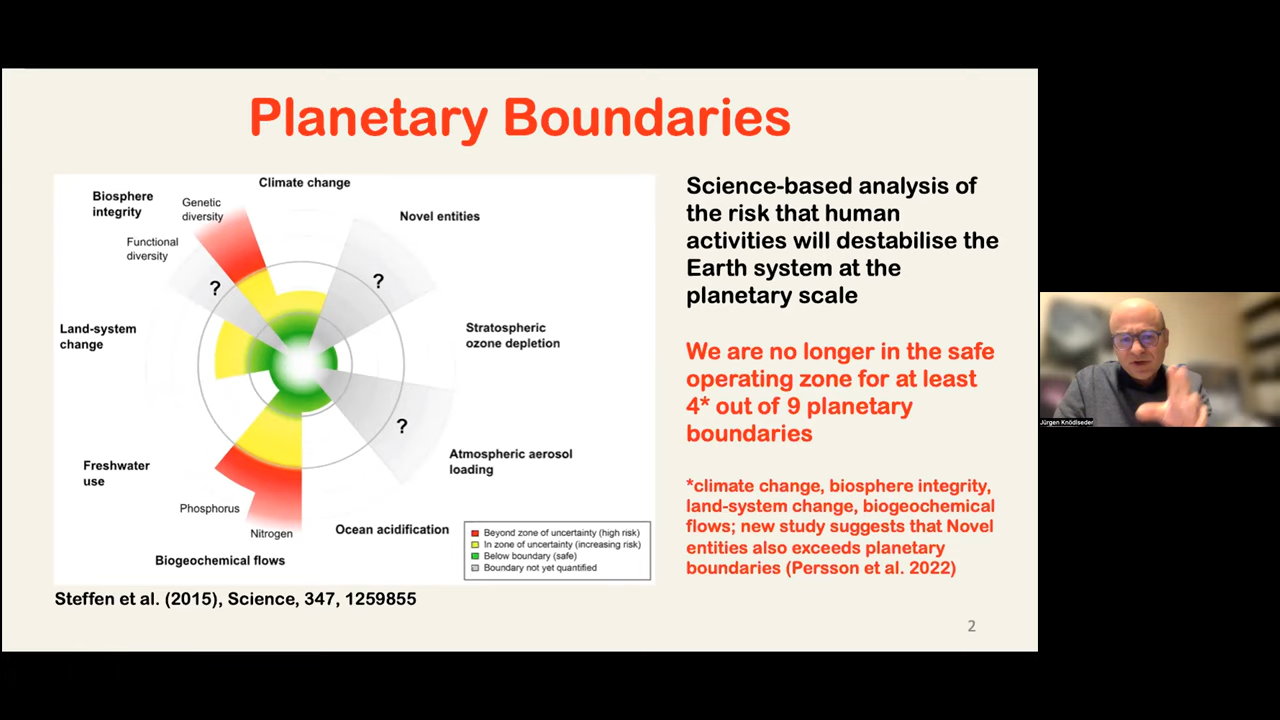 Planetary Boundaries
Climate change
Biosphere
integrity
Genetic
diversity
Novel entities
Functional
diversity
?
?
Land-system
change
Stratospheric
ozone depletion
?
Freshwater
use
Atmospheric aerosol
loading
Phosphorus
Nitrogen
Ocean acidification
Biogeochemical flows
Beyond zone of uncertainty (high risk)
In zone of uncertainty (increasing risk)
Below boundary (safe)
Boundary not yet quantified
Steffen et al. (2015), Science, 347, 1259855
Science-based analysis of
the risk that human
activities will destabilise the
Earth system at the
planetary scale
We are no longer in the safe
operating zone for at least
4* out of 9 planetary
boundaries
*climate change, biosphere integrity,
land-system change, biogeochemical
flows; new study suggests that Novel
entities also exceeds planetary
boundaries (Persson et al. 2022)
2
Jürgen Knödlseder